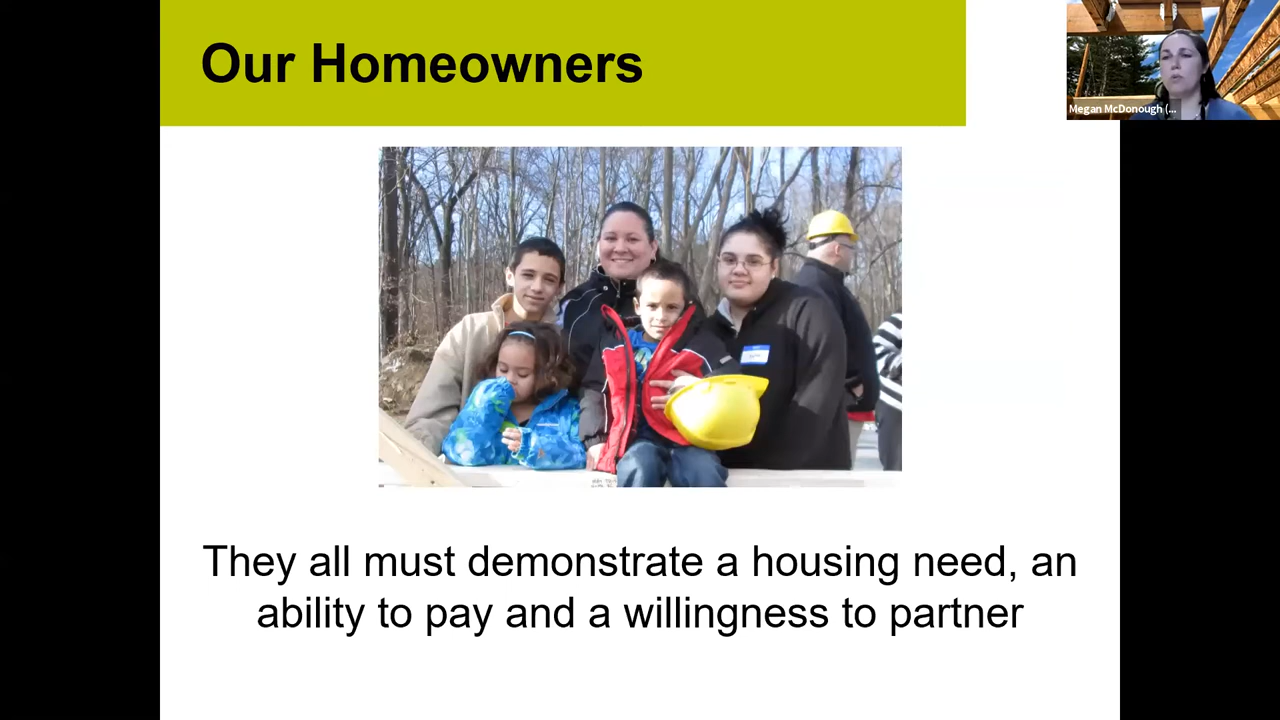 Our Homeowners
Megan McDonough (...
They all must demonstrate a housing need, an
ability to pay and a willingness to partner